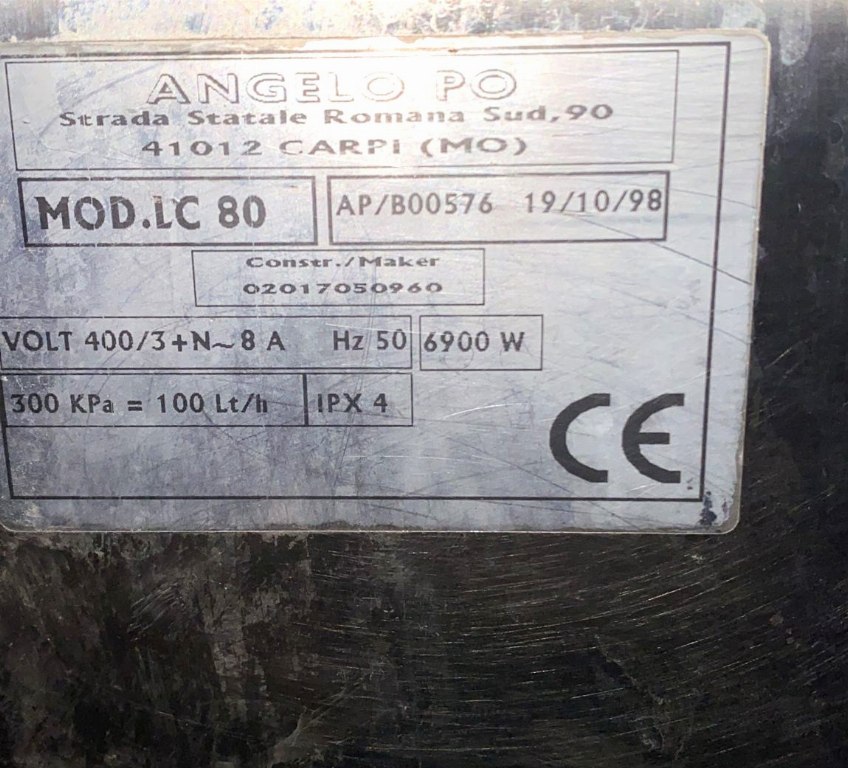 ANGELO PO
Strada Statale Romana Sud,90
41012 CARPI (MO)
MOD.LC 80
AP/B00576 19/10/98
Constr./Maker
02017050960
VOLT 400/3+N~8 A Hz 50
6900 W
300 KPa = 100 Lt/h
IPX 4
CE